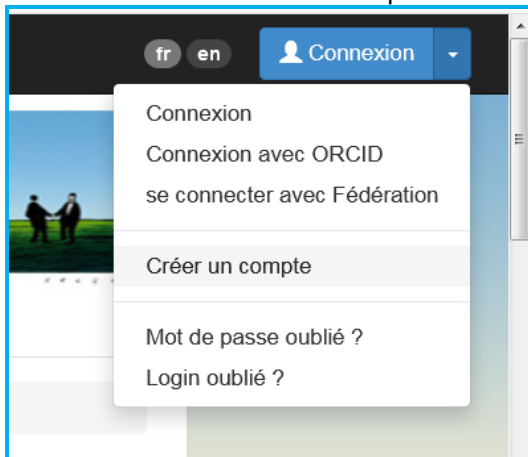 fr en Connexion
Connexion
Connexion avec ORCID
se connecter avec Fédération
Créer un compte
Mot de passe oublié ?
Login oublié ?